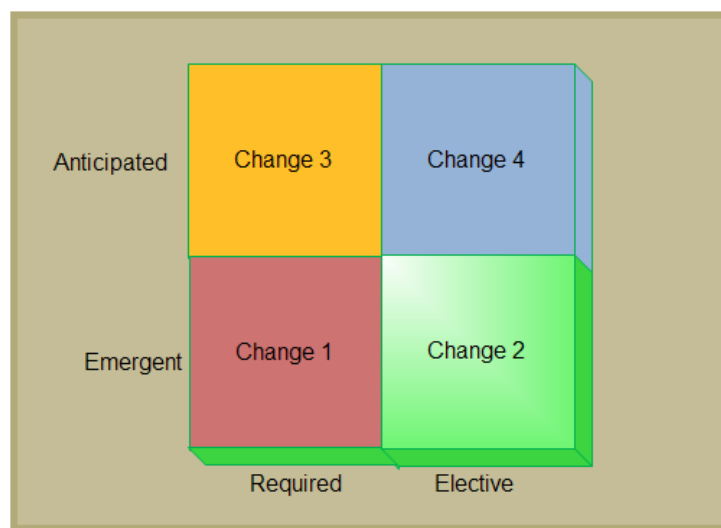 Anticipated
Change 3
Change 4
Emergent
Change 1
Change 2
Required
Elective